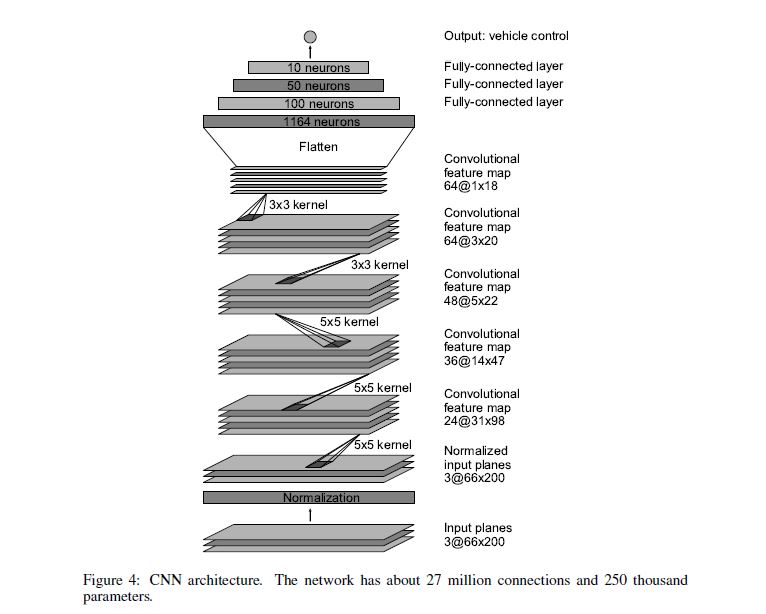 Output: vehicle control
10 neurons
Fully-connected layer
50 neurons
Fully-connected layer
100 neurons
Fully-connected layer
1164 neurons
Flatten
Convolutional
feature map
64@1x18
3x3 kernel
Convolutional
feature map
64@3x20
3x3 kernel
Convolutional
feature map
48@5x22
5x5 kernel
Convolutional
feature map
36@14x47
5x5 kernel
Convolutional
feature map
24@31x98
5x5 kernel
Normalized
input planes
3@66x200
Normalization
Input planes
3@66x200
Figure 4: CNN architecture. The network has about 27 million connections and 250 thousand
parameters.